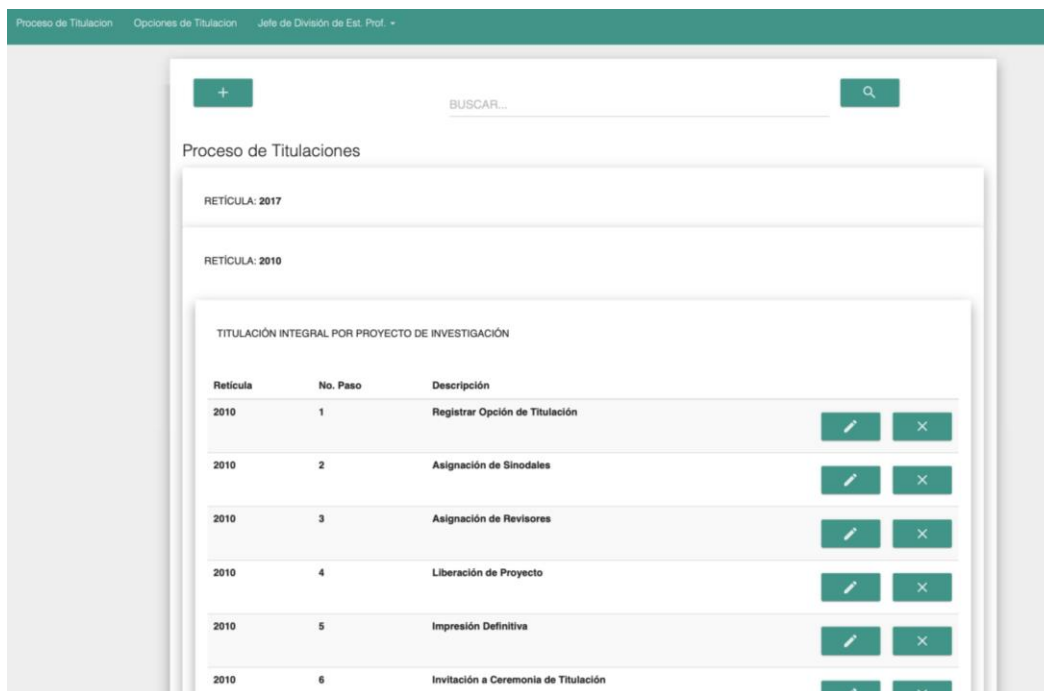 Proceso de Titulacion Opciones de Titulacion Jefe de División de Est. Prof.
BUSCAR...
Proceso de Titulaciones
RETÍCULA: 2017
RETÍCULA: 2010
TITULACIÓN INTEGRAL POR PROYECTO DE INVESTIGACIÓN
Retícula No. Paso Descripción
2010 1 Registrar Opción de Titulación
2010 2 Asignación de Sinodales
2010 3 Asignación de Revisores
2010 4 Liberación de Proyecto
2010 5 Impresión Definitiva
2010 6 Invitación a Ceremonia de Titulación